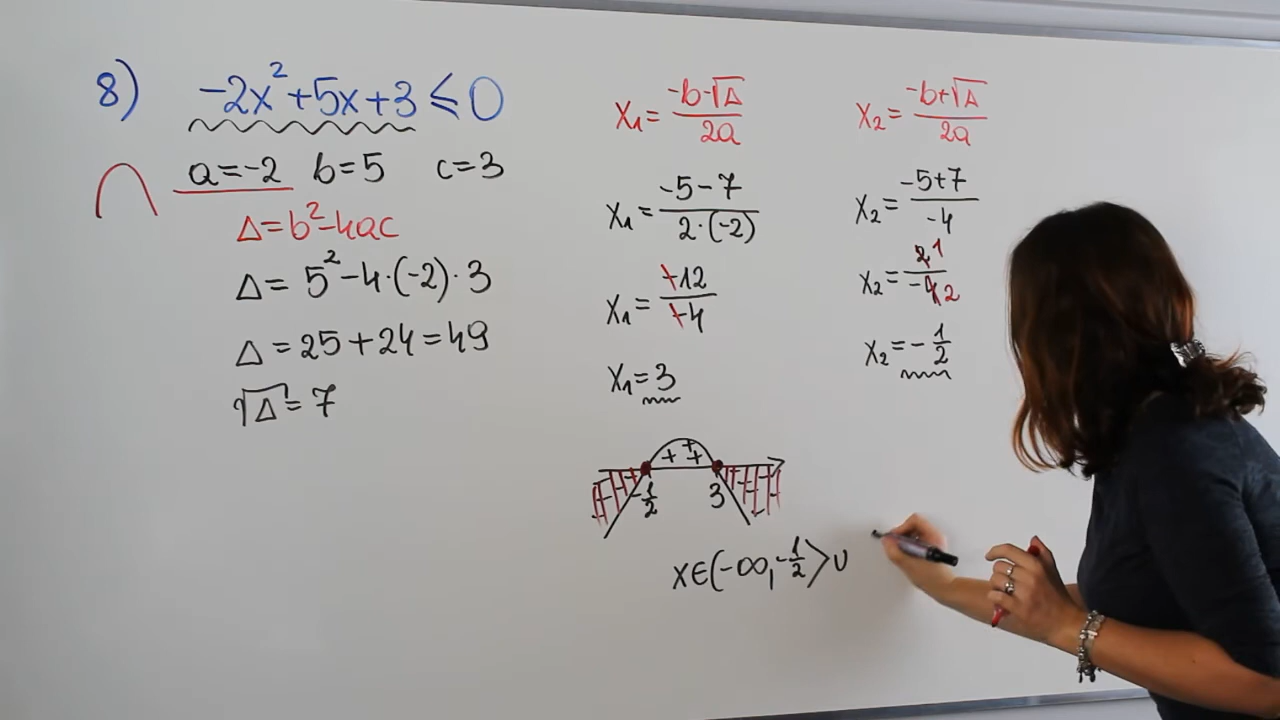 8) -2x²+5x+3 ≤ 0
a=-2 b=5 c=3
Δ=b²-4ac
Δ=5²-4·(-2)·3
Δ=25+24=49
√Δ=7
x₁= (-b-√Δ)/(2a)
x₁= (-5-7)/(2·(-2))
x₁= (-12)/(-4)
x₁=3
x₂= (-b+√Δ)/(2a)
x₂= (-5+7)/(-4)
x₂= 2 1/(-4 2)
x₂=-1/2
+ + +
-1/2 3
x∈(-∞,-1/2>∪